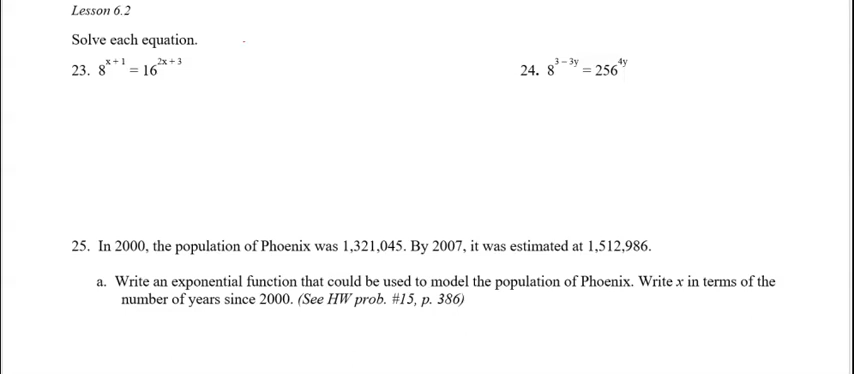 Lesson 6.2
Solve each equation.
23. 8^(x + 1) = 16^(2x + 3)
24. 8^(3 – 3y) = 256^(4y)
25. In 2000, the population of Phoenix was 1,321,045. By 2007, it was estimated at 1,512,986.
a. Write an exponential function that could be used to model the population of Phoenix. Write x in terms of the
number of years since 2000. (See HW prob. #15, p. 386)